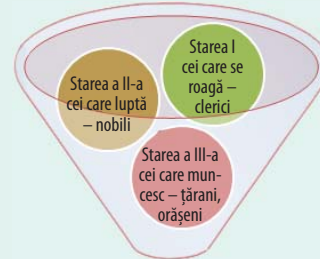 Starea I
cei care se
roagă –
clerici
Starea a II-a
cei care luptă
– nobili
Starea a III-a
cei care mun-
cesc – țărani,
orășeni